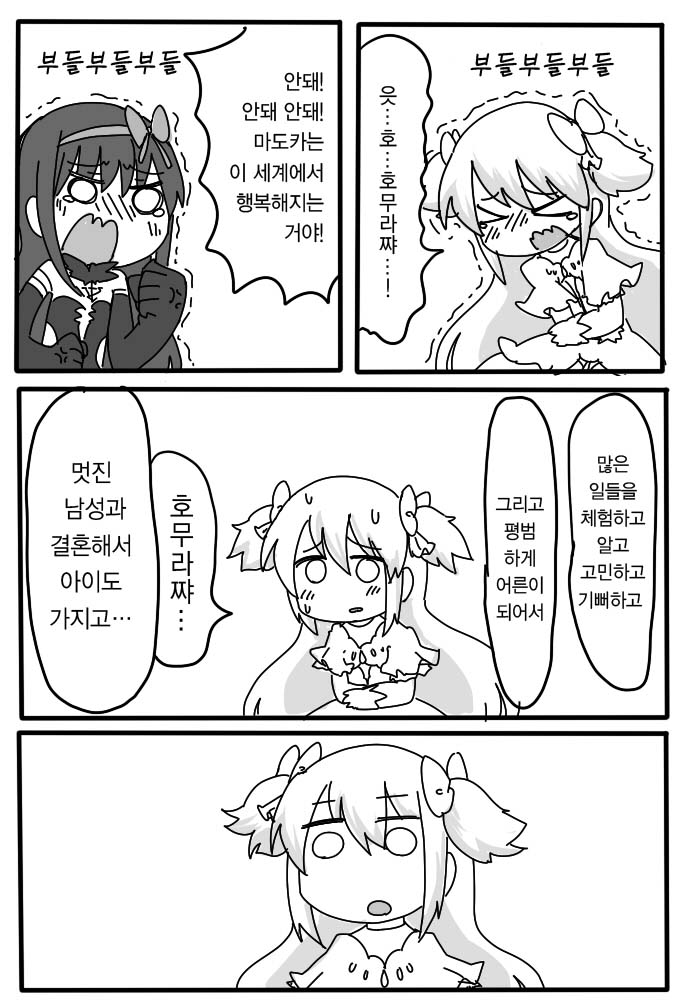 부들부들부들
읏…호…호무라쨔…!
부들부들부들
안돼!
안돼 안돼!
마도카는
이 세계에서
행복해지는
거야!
많은
일들을
체험하고
알고
고민하고
기뻐하고
그리고
평범
하게
어른이
되어서
호무라쨔…
멋진
남성과
결혼해서
아이도
가지고…